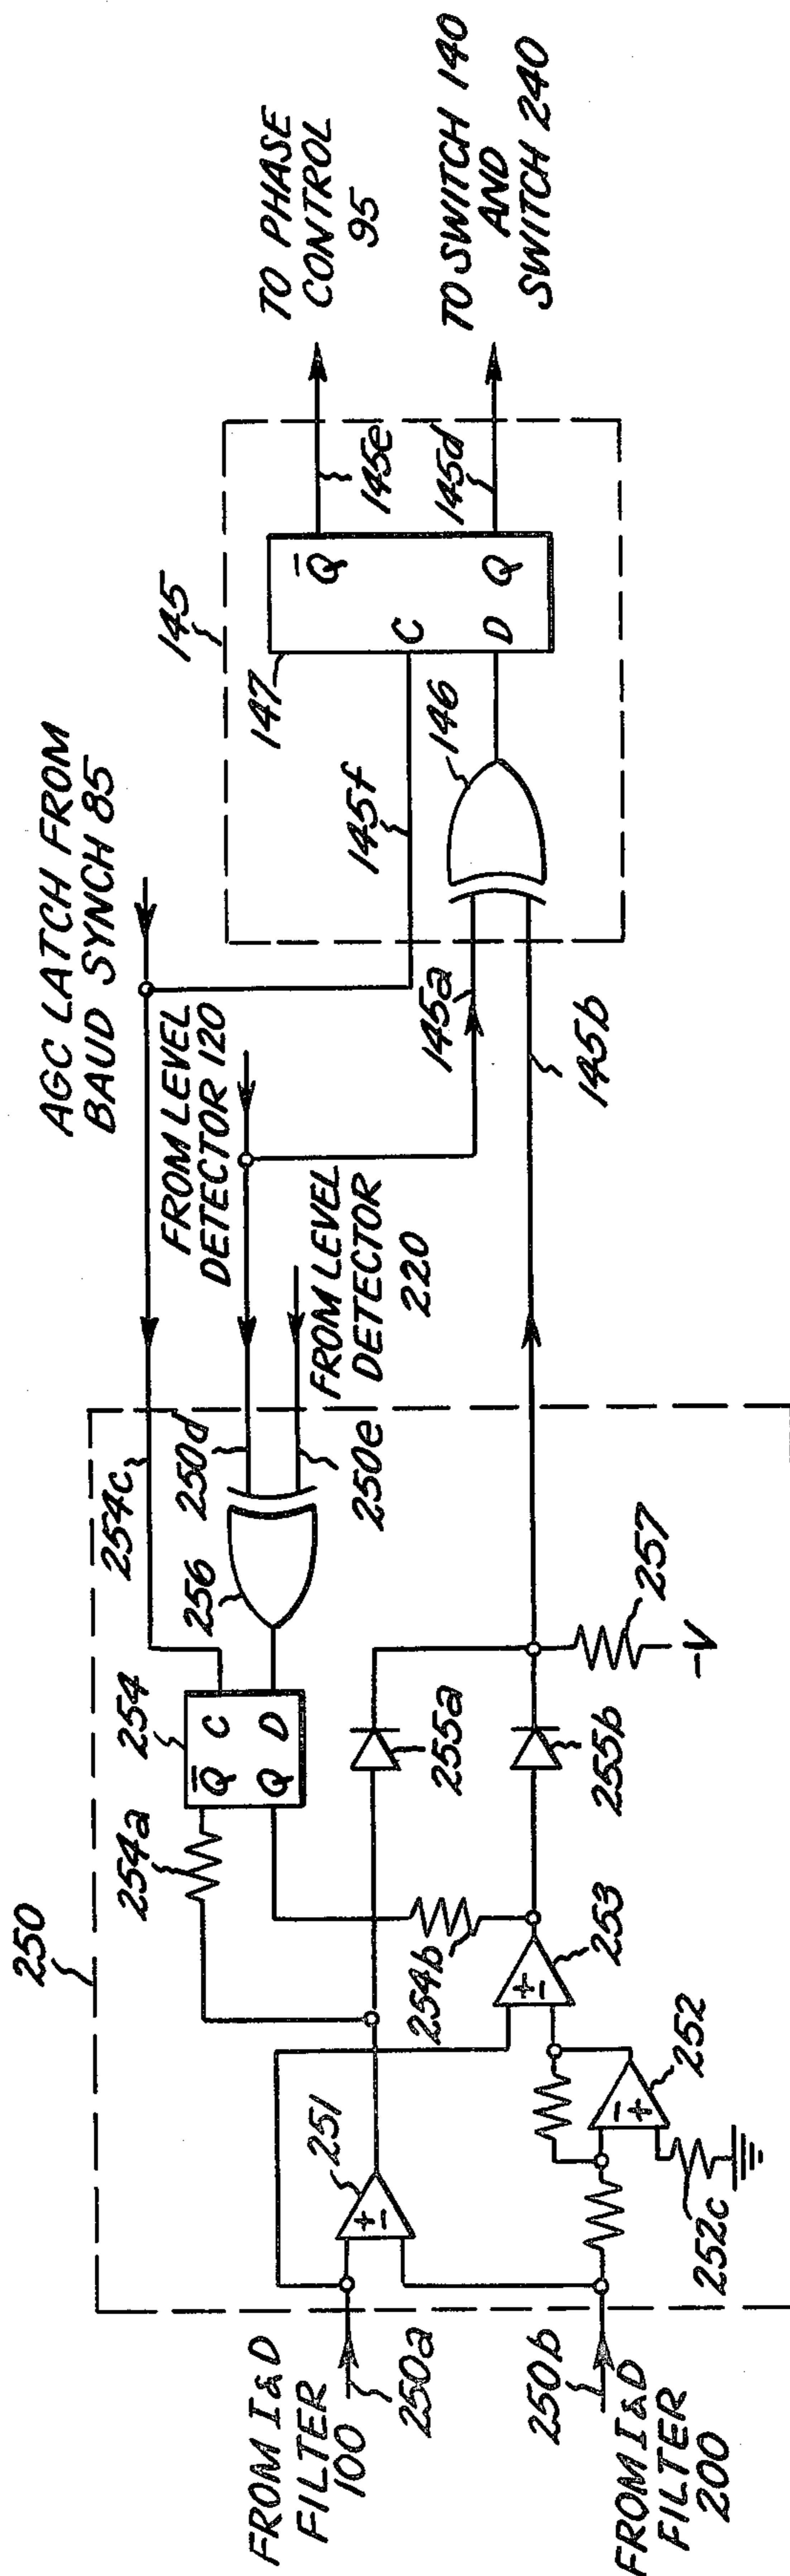 250
254a
254
254c
Q̅ C
Q D
256
250d
250e
AGC LATCH FROM
BAUD SYNCH 85
FROM LEVEL
DETECTOR 120
FROM LEVEL
DETECTOR
220
145
147
Q̅
C
D
Q
145f
146
145a
145b
145e
145d
TO PHASE
CONTROL
95
TO SWITCH 140
AND
SWITCH 240
FROM I&D
FILTER
100
250a
251
+
-
255a
254b
255b
253
+
-
257
-V
252
-
+
252c
250b
FROM I&D
FILTER
200